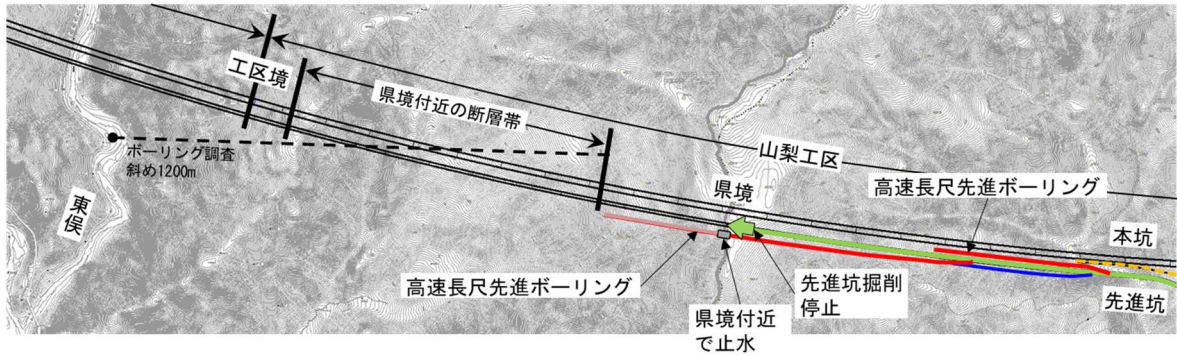 工区境
県境付近の断層帯
ボーリング調査
斜め1200m
東俣
山梨工区
県境
高速長尺先進ボーリング
本坑
高速長尺先進ボーリング
先進坑掘削
停止
先進坑
県境付近
で止水